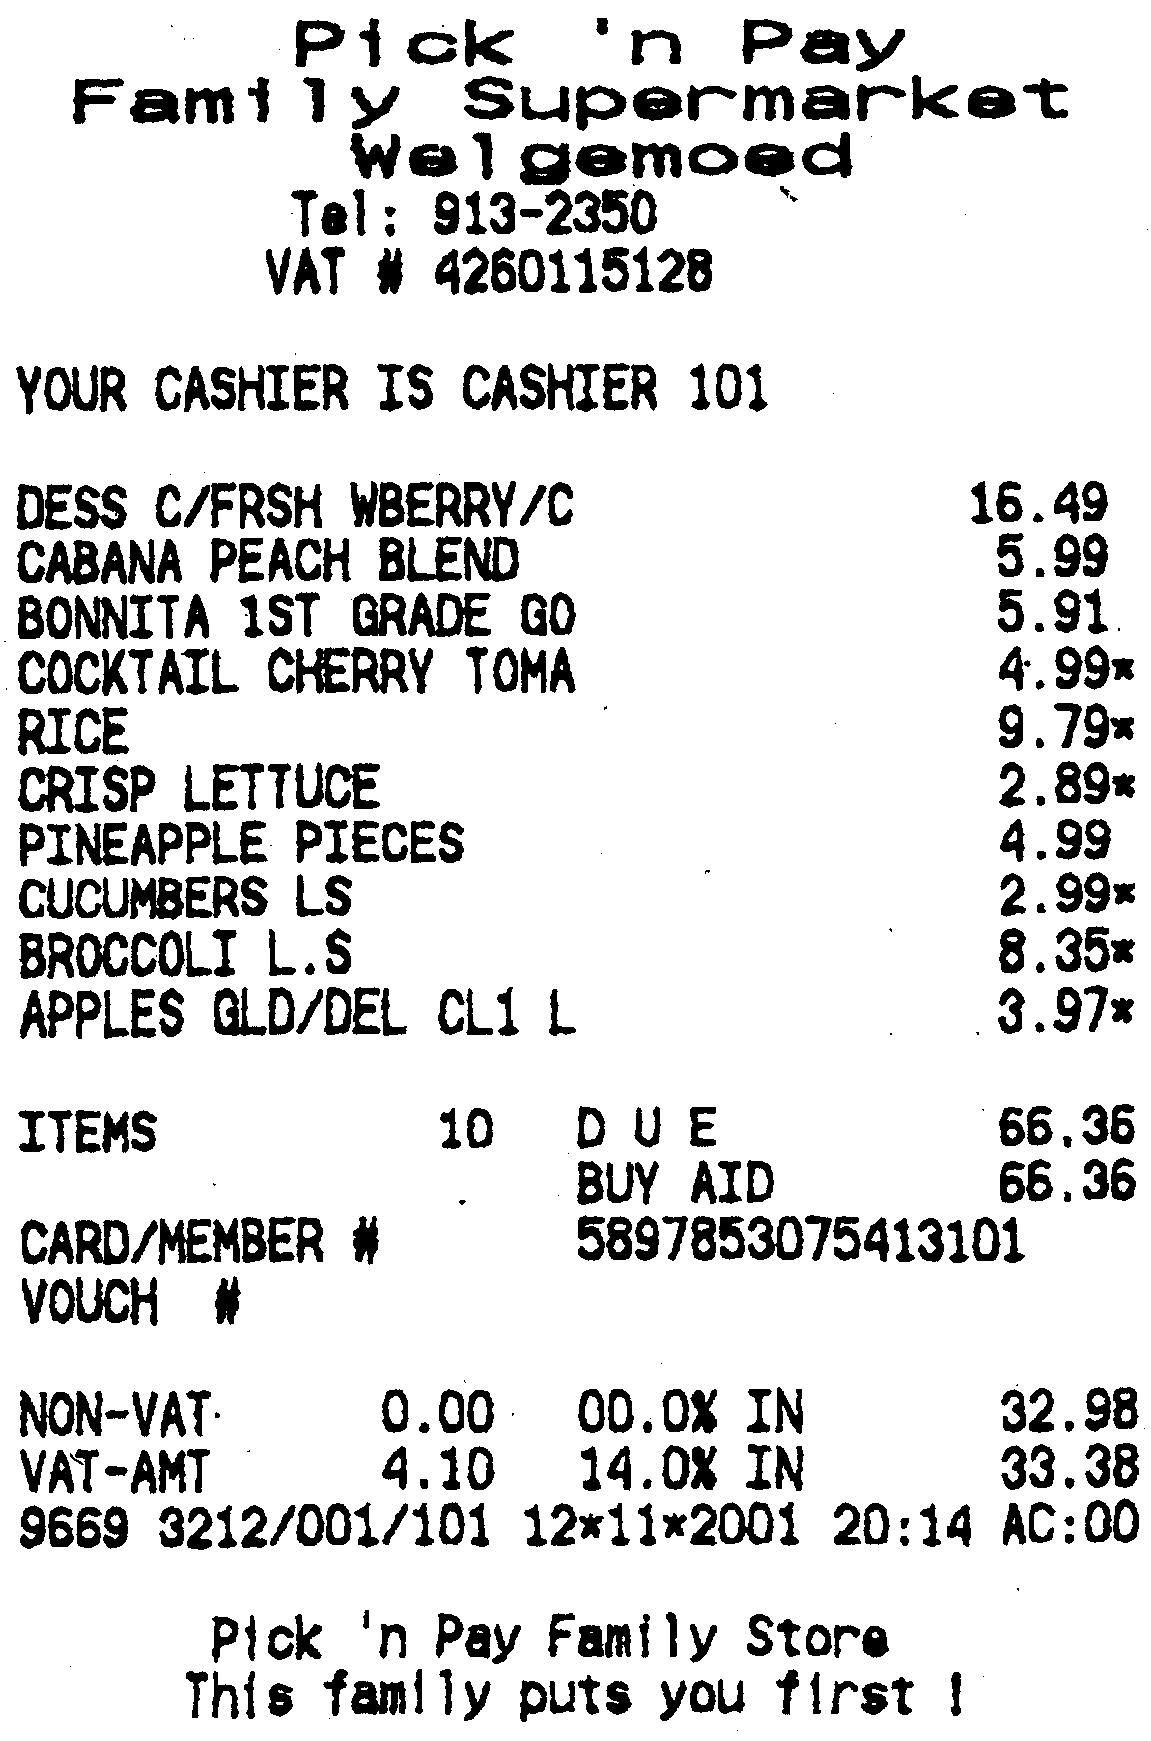 Pick 'n Pay
Family Supermarket
Welgemoed
Tel: 913-2350
VAT # 4260115128
YOUR CASHIER IS CASHIER 101
DESS C/FRSH WBERRY/C 16.49
CABANA PEACH BLEND 5.99
BONNITA 1ST GRADE GO 5.91
COCKTAIL CHERRY TOMA 4.99*
RICE 9.79*
CRISP LETTUCE 2.89*
PINEAPPLE PIECES 4.99
CUCUMBERS LS 2.99*
BROCCOLI L.S 8.35*
APPLES GLD/DEL CL1 L 3.97*
ITEMS 10 D U E 66.36
BUY AID 66.36
CARD/MEMBER # 5897853075413101
VOUCH #
NON-VAT 0.00 00.0% IN 32.98
VAT-AMT 4.10 14.0% IN 33.38
9669 3212/001/101 12*11*2001 20:14 AC:00
Pick 'n Pay Family Store
This family puts you first !